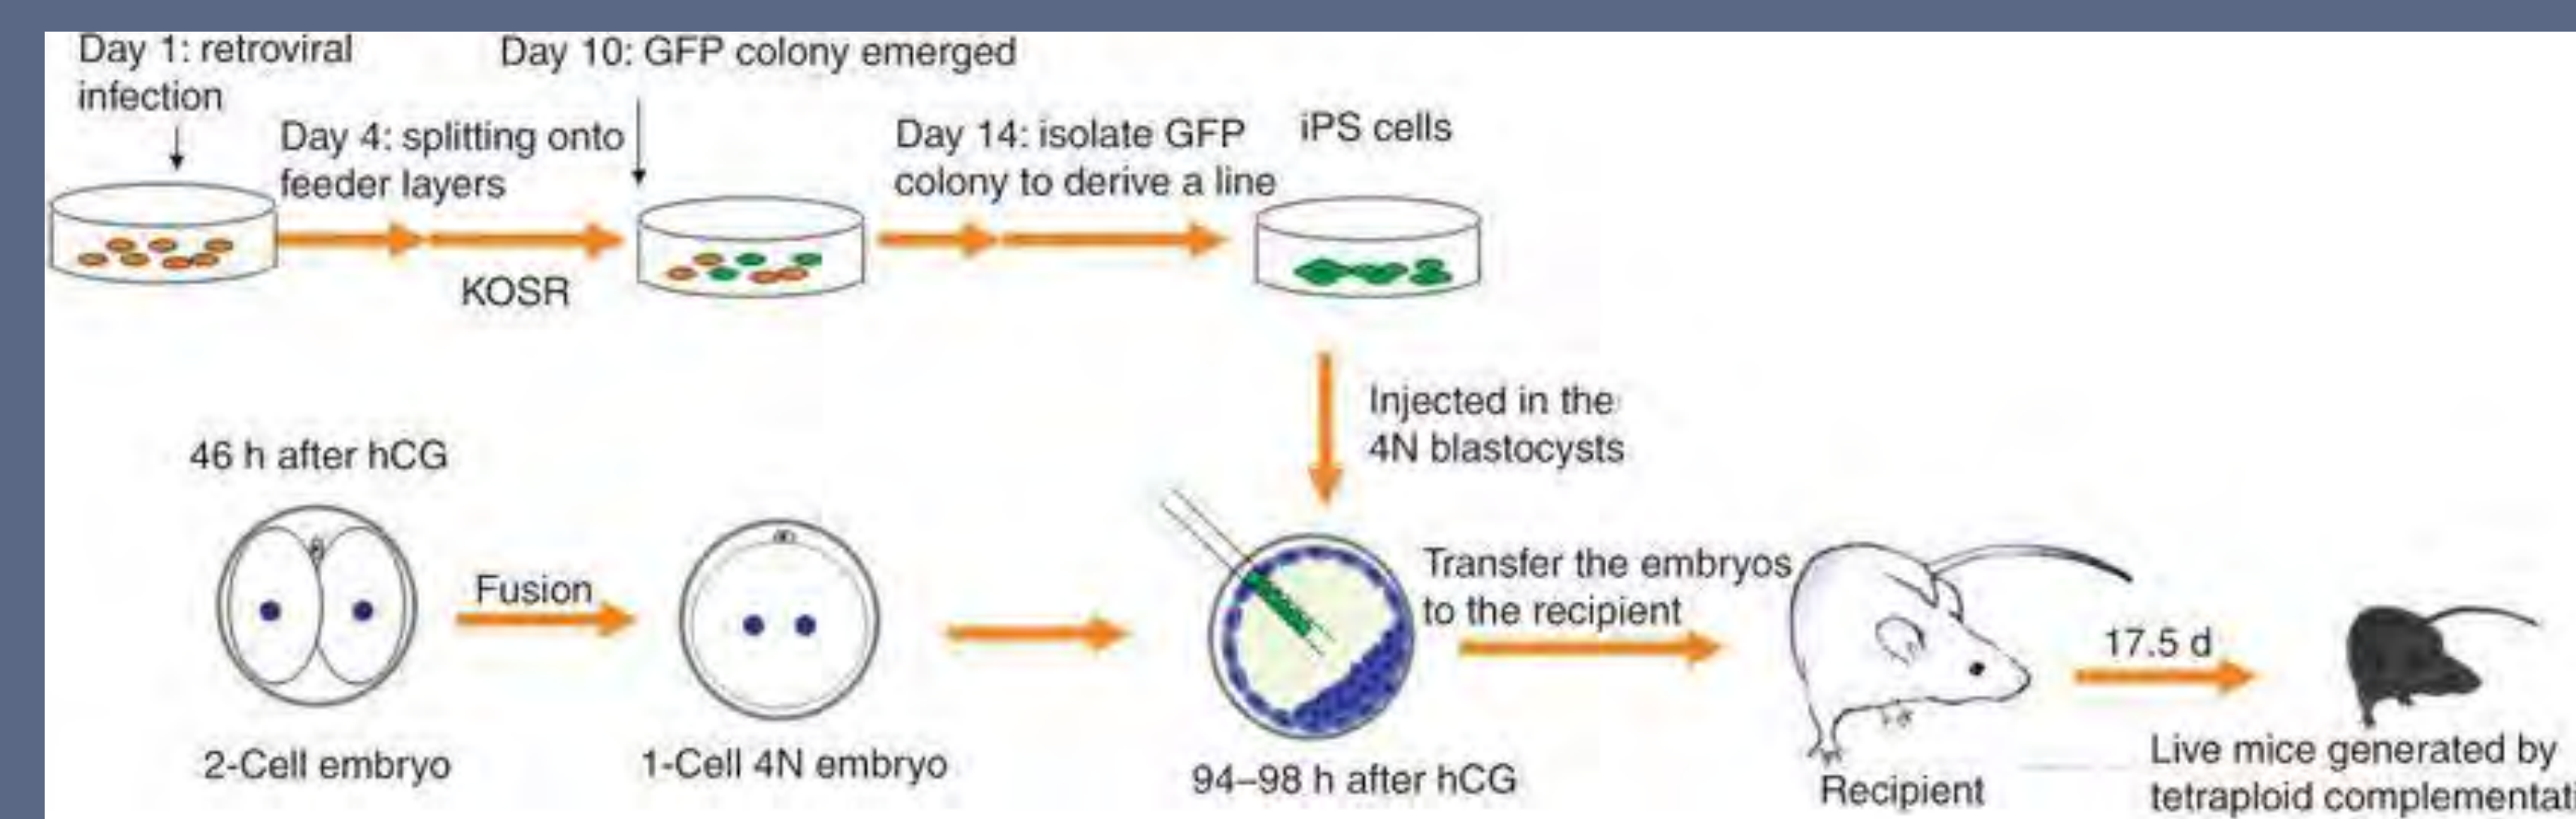 Day 1: retroviral
infection
Day 10: GFP colony emerged
Day 4: splitting onto
feeder layers
KOSR
Day 14: isolate GFP
colony to derive a line
iPS cells
Injected in the
4N blastocysts
46 h after hCG
Fusion
2-Cell embryo
1-Cell 4N embryo
94–98 h after hCG
Transfer the embryos
to the recipient
Recipient
17.5 d
Live mice generated by
tetraploid complementati